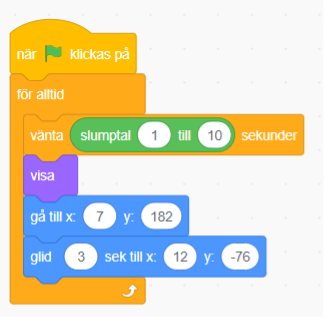 när klickas på
för alltid
vänta slumptal 1 till 10 sekunder
visa
gå till x: 7 y: 182
glid 3 sek till x: 12 y: -76